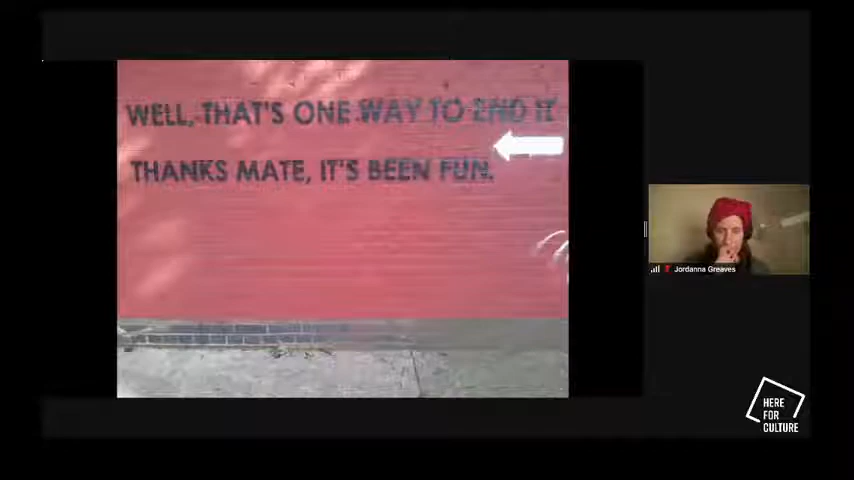 WELL, THAT'S ONE WAY TO END IT
THANKS MATE, IT'S BEEN FUN.
Jordanna Greaves
HERE
FOR
CULTURE